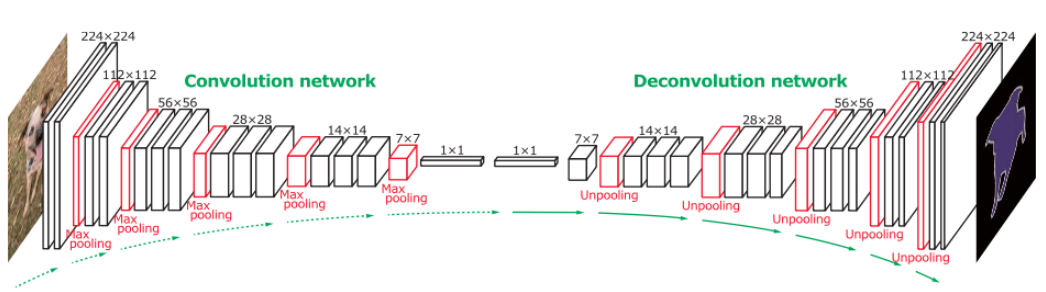 Convolution network
Deconvolution network
224×224
112×112
56×56
28×28
14×14
7×7
1×1
1×1
7×7
14×14
28×28
56×56
112×112
224×224
Max
pooling
Max
pooling
Max
pooling
Max
pooling
Max
pooling
Unpooling
Unpooling
Unpooling
Unpooling
Unpooling